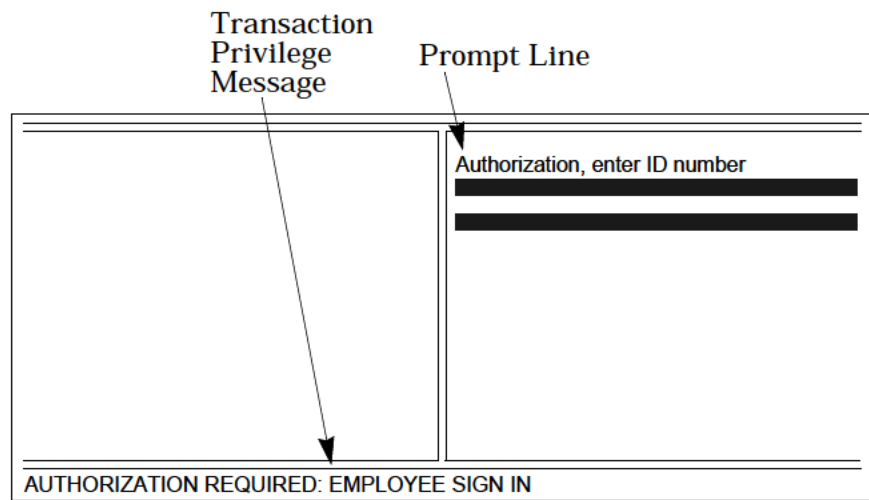 Transaction
Privilege
Message
Prompt Line
Authorization, enter ID number
AUTHORIZATION REQUIRED: EMPLOYEE SIGN IN